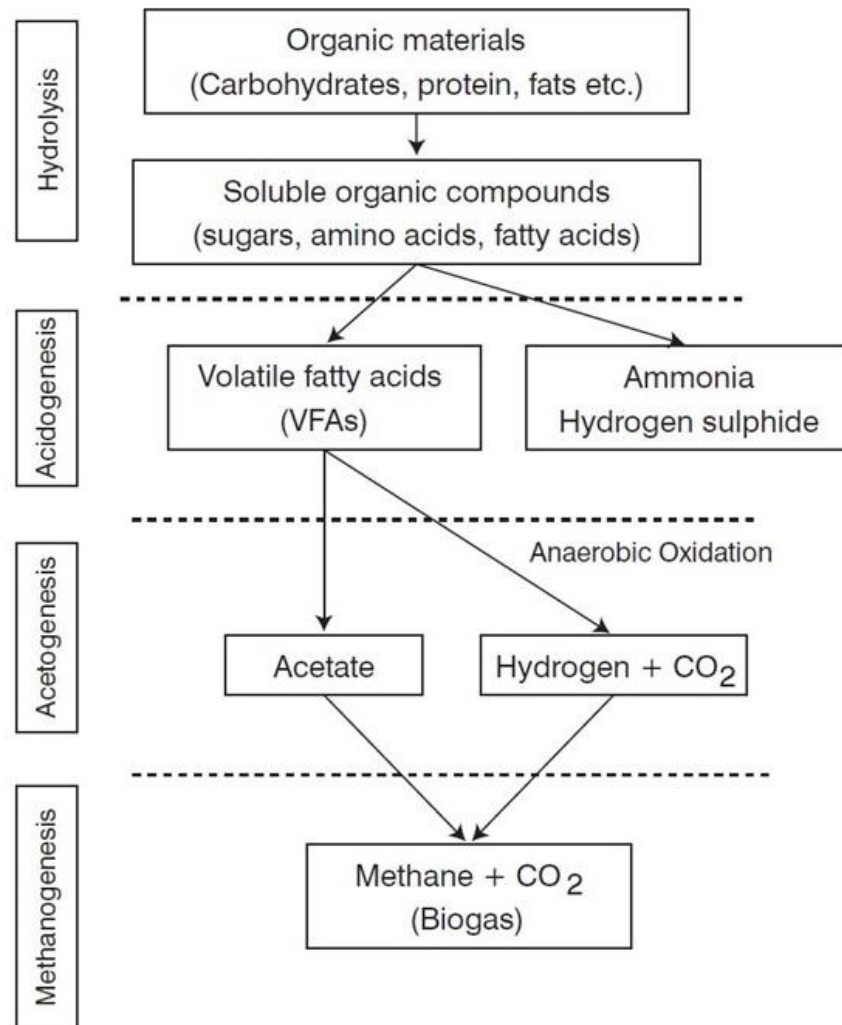 Hydrolysis
Organic materials
(Carbohydrates, protein, fats etc.)
Soluble organic compounds
(sugars, amino acids, fatty acids)
Acidogenesis
Volatile fatty acids
(VFAs)
Ammonia
Hydrogen sulphide
Acetogenesis
Anaerobic Oxidation
Acetate
Hydrogen + CO2
Methanogenesis
Methane + CO2
(Biogas)